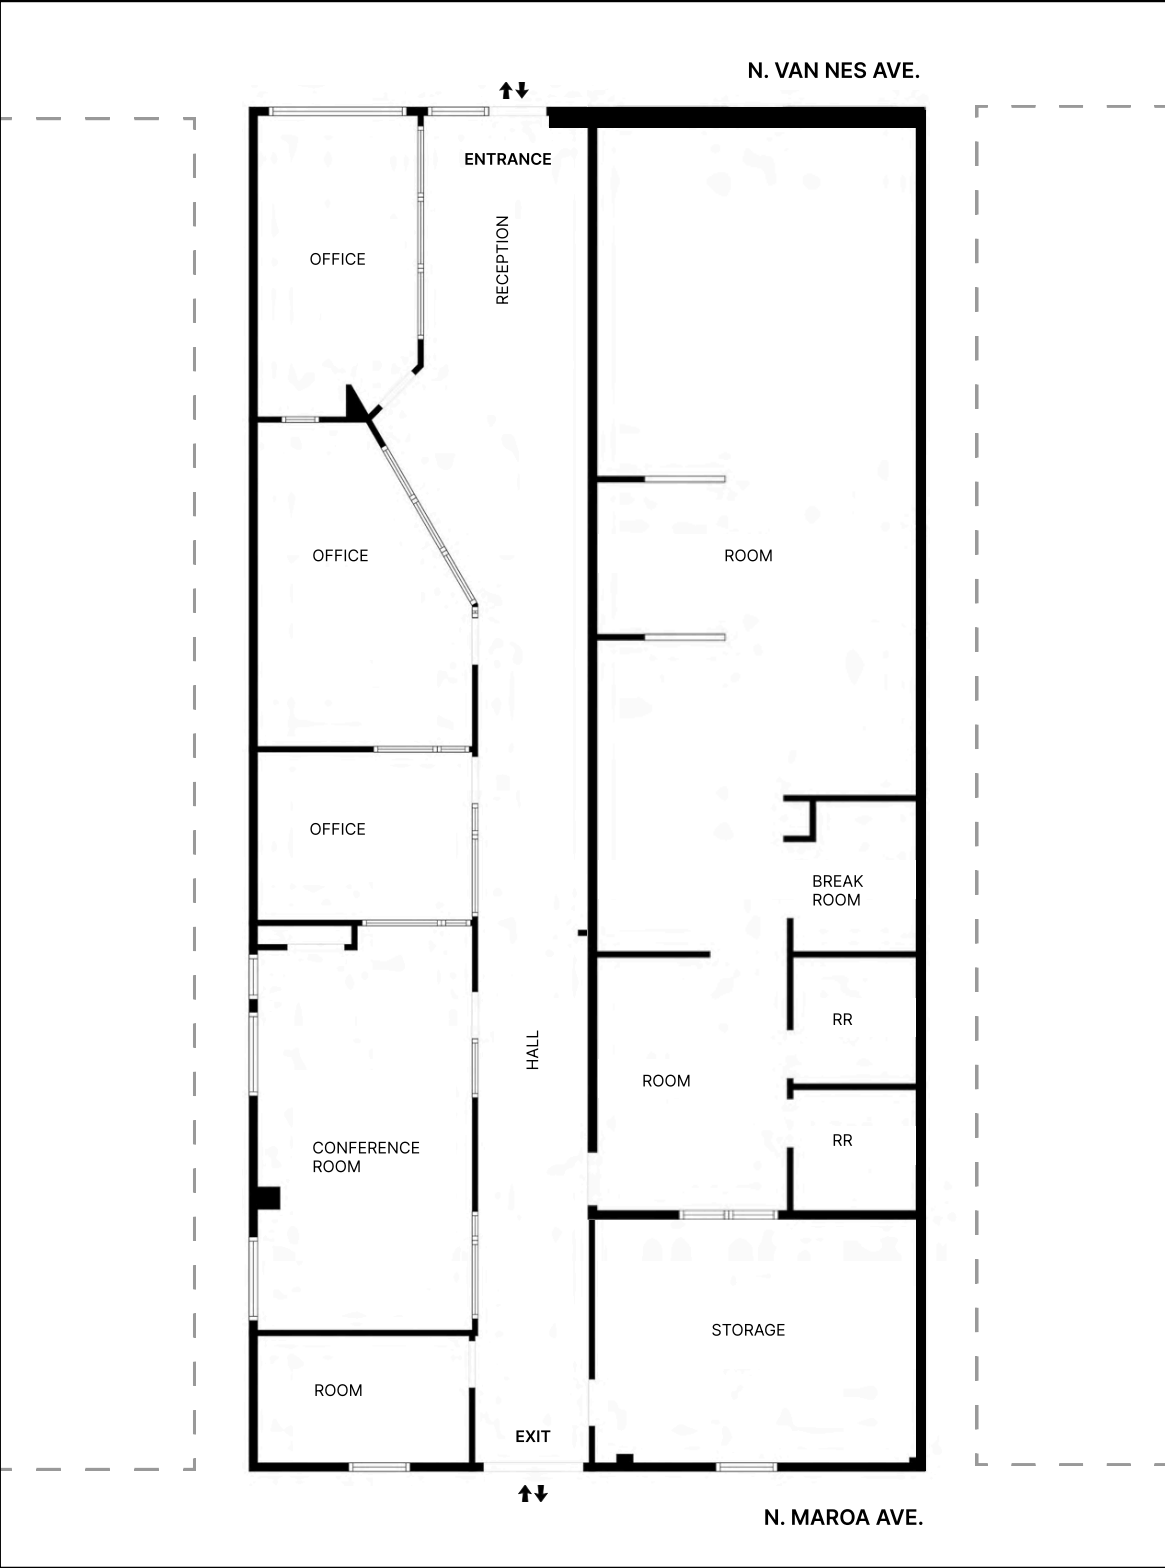 N. VAN NES AVE.
ENTRANCE
RECEPTION
OFFICE
OFFICE
ROOM
OFFICE
BREAK
ROOM
RR
HALL
ROOM
CONFERENCE
ROOM
RR
STORAGE
ROOM
EXIT
N. MAROA AVE.